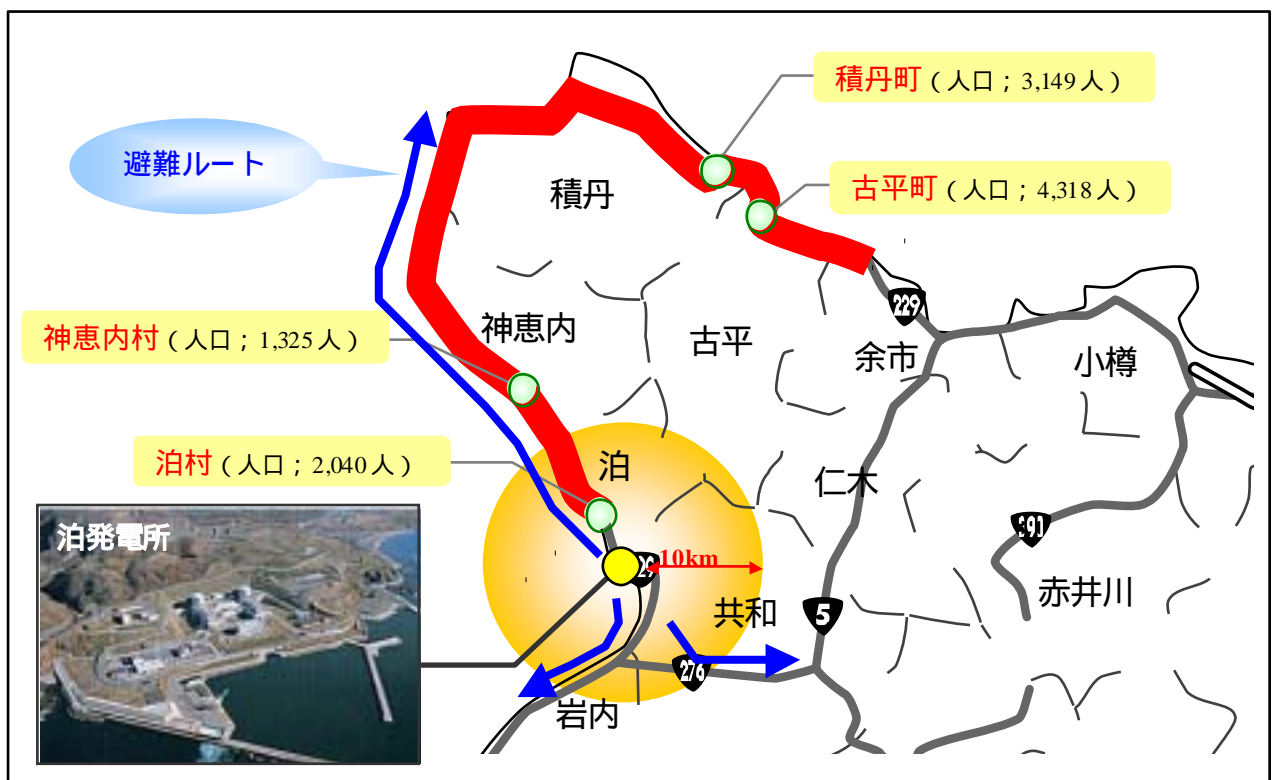 積丹町（人口；3,149人）
避難ルート
積丹
古平町（人口；4,318人）
229
神恵内村（人口；1,325人）
神恵内
古平
余市
小樽
泊村（人口；2,040人）
泊
仁木
泊発電所
10km
共和
5
赤井川
276
岩内